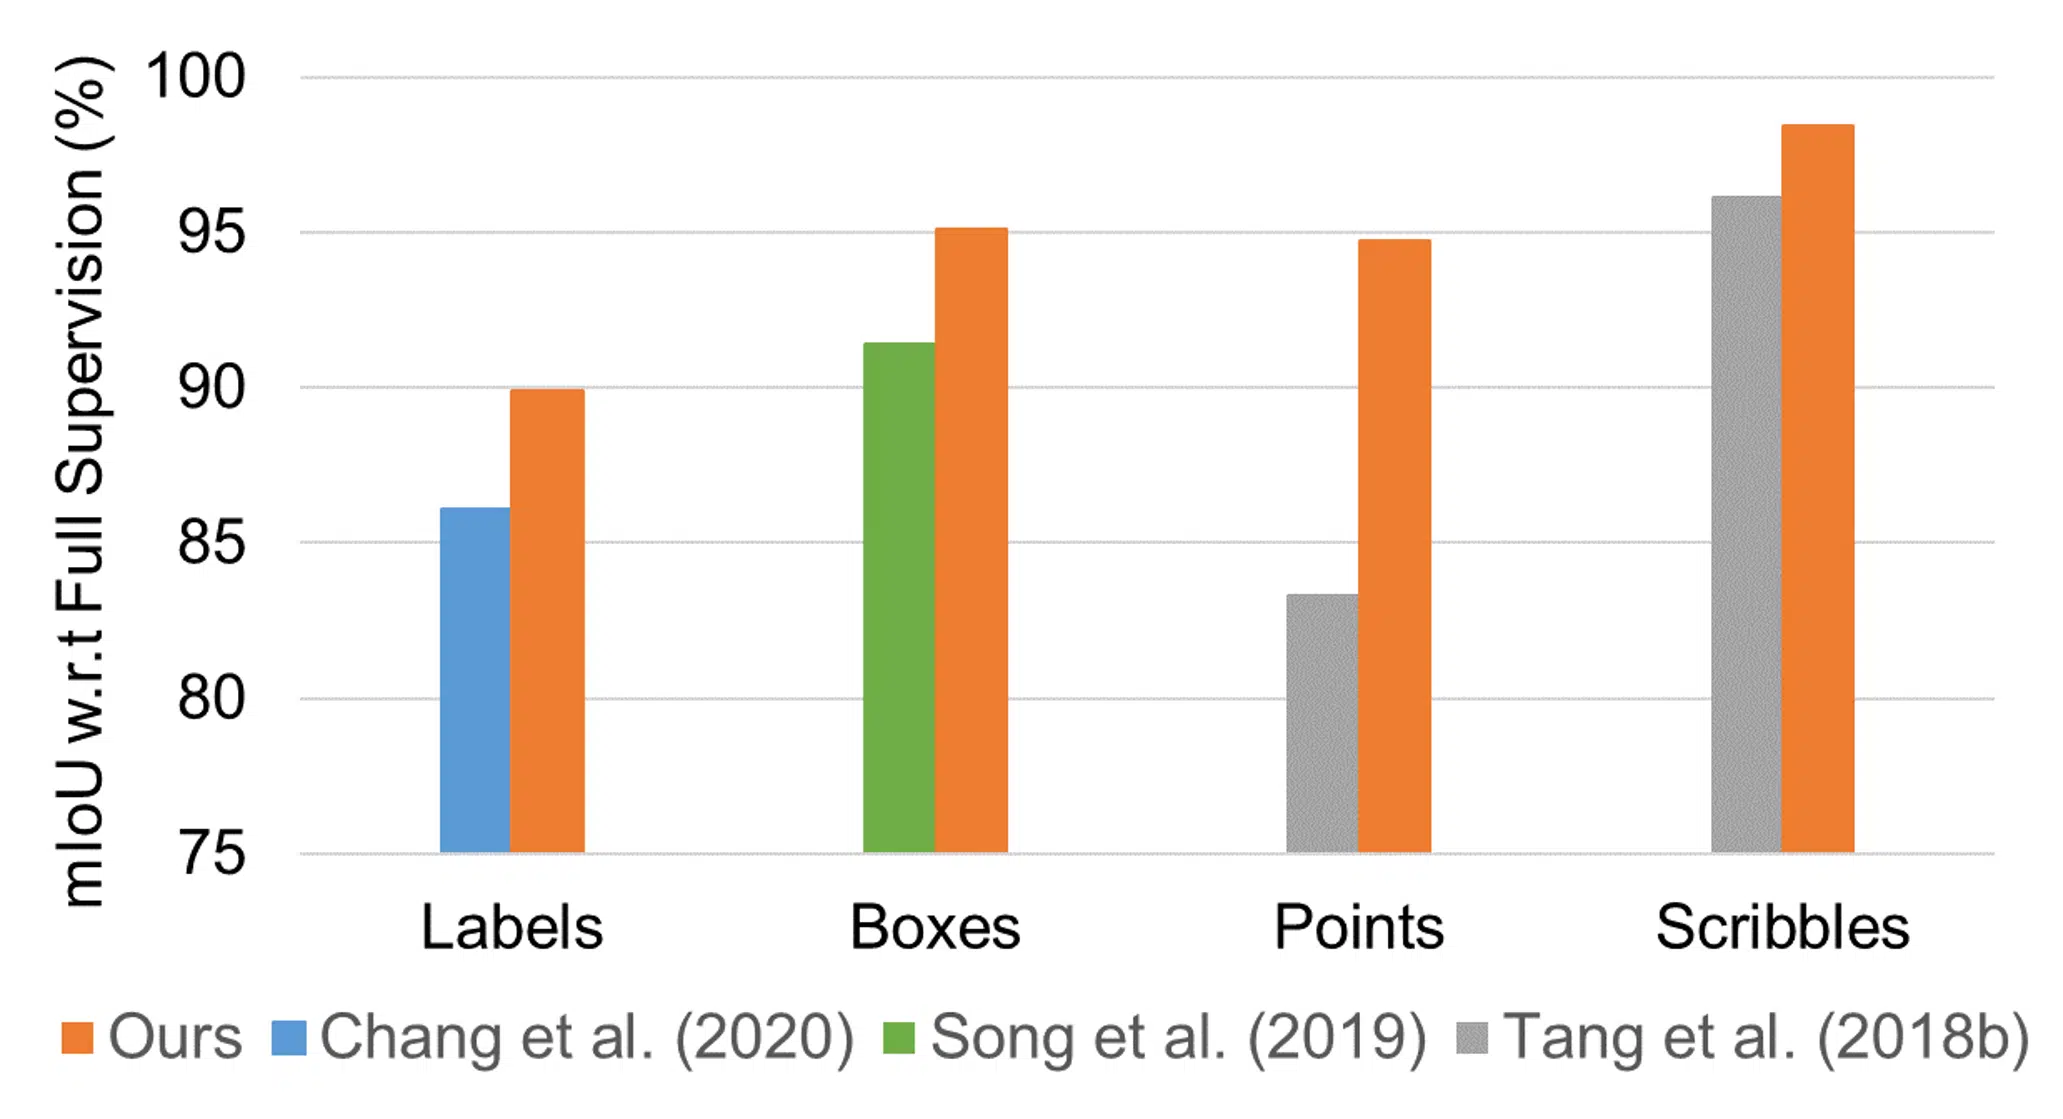 mIoU w.r.t Full Supervision (%)
100
95
90
85
80
75
Labels Boxes Points Scribbles
Ours Chang et al. (2020) Song et al. (2019) Tang et al. (2018b)